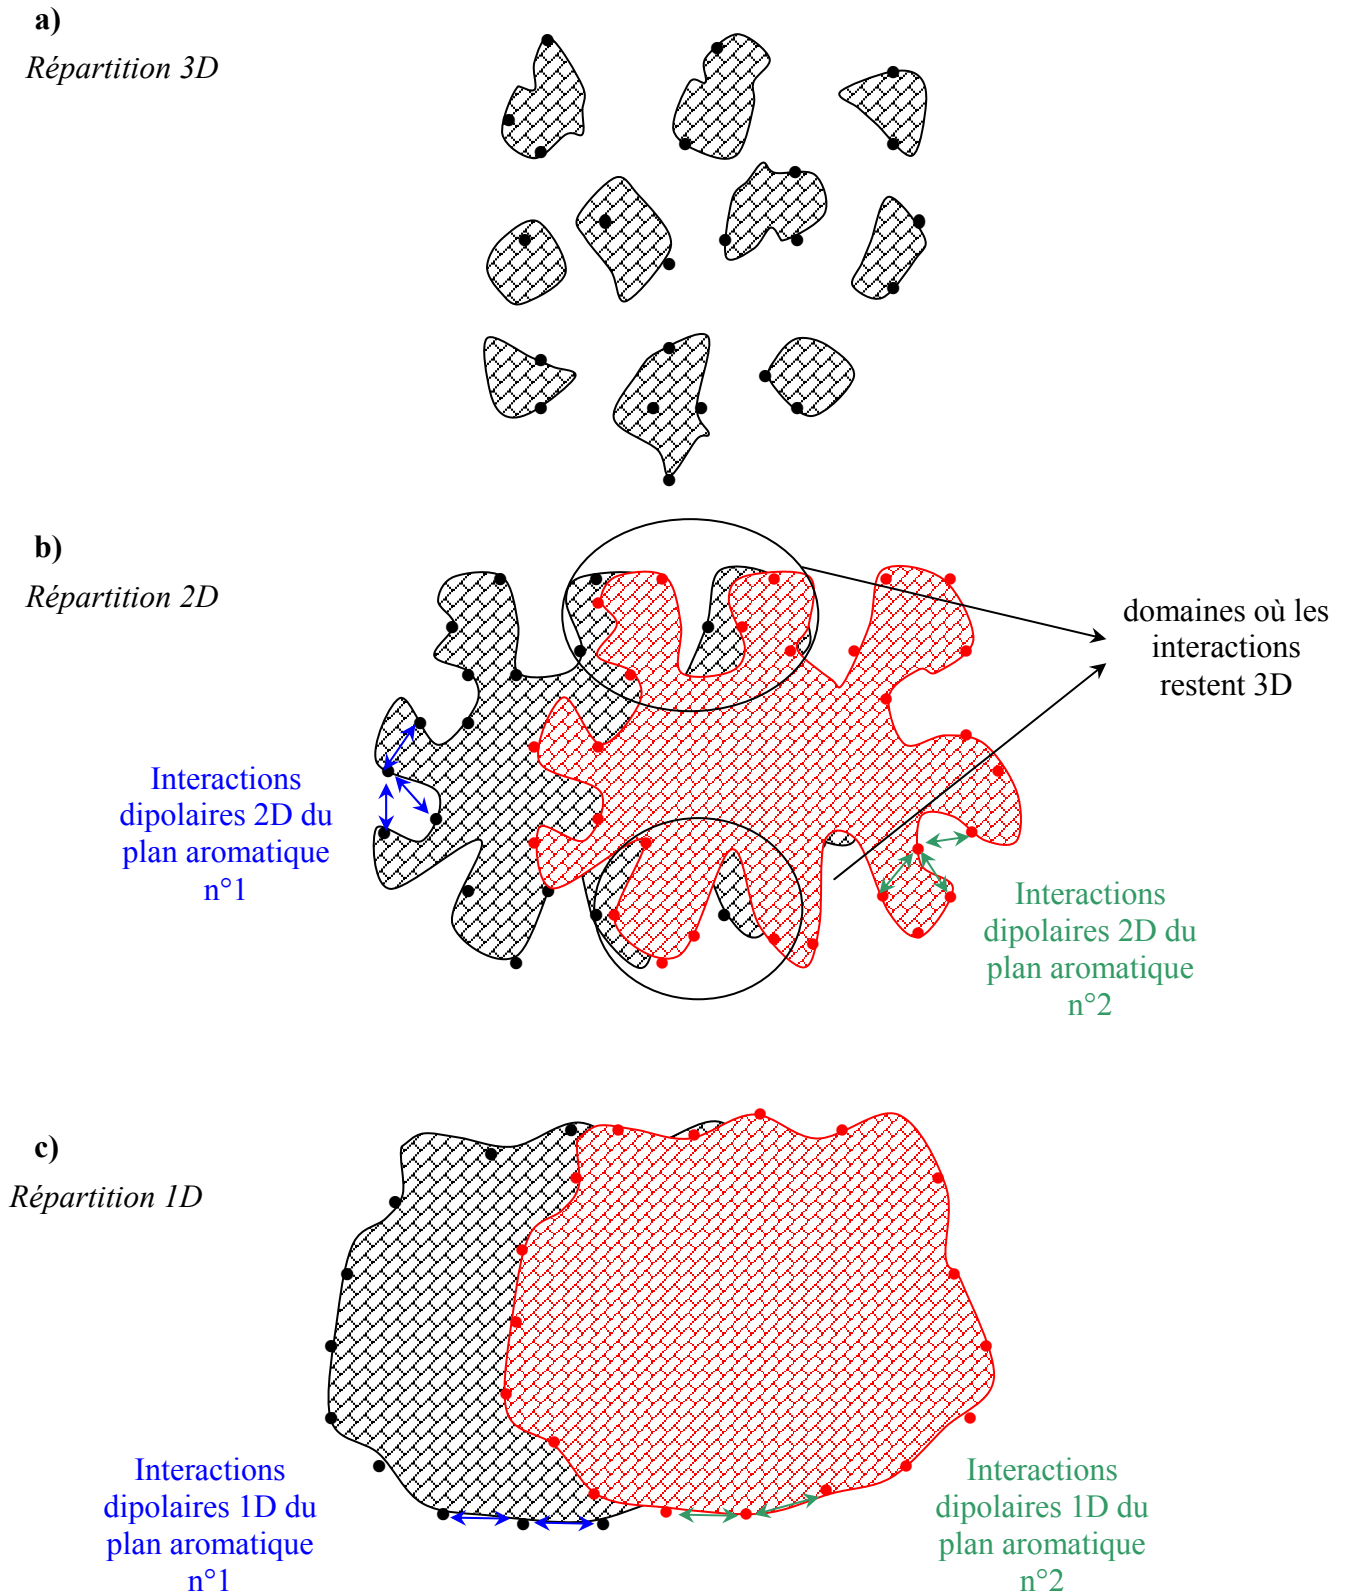 a)
Répartition 3D
b)
Répartition 2D
domaines où les
interactions
restent 3D
Interactions
dipolaires 2D du
plan aromatique
n°1
Interactions
dipolaires 2D du
plan aromatique
n°2
c)
Répartition 1D
Interactions
dipolaires 1D du
plan aromatique
n°1
Interactions
dipolaires 1D du
plan aromatique
n°2